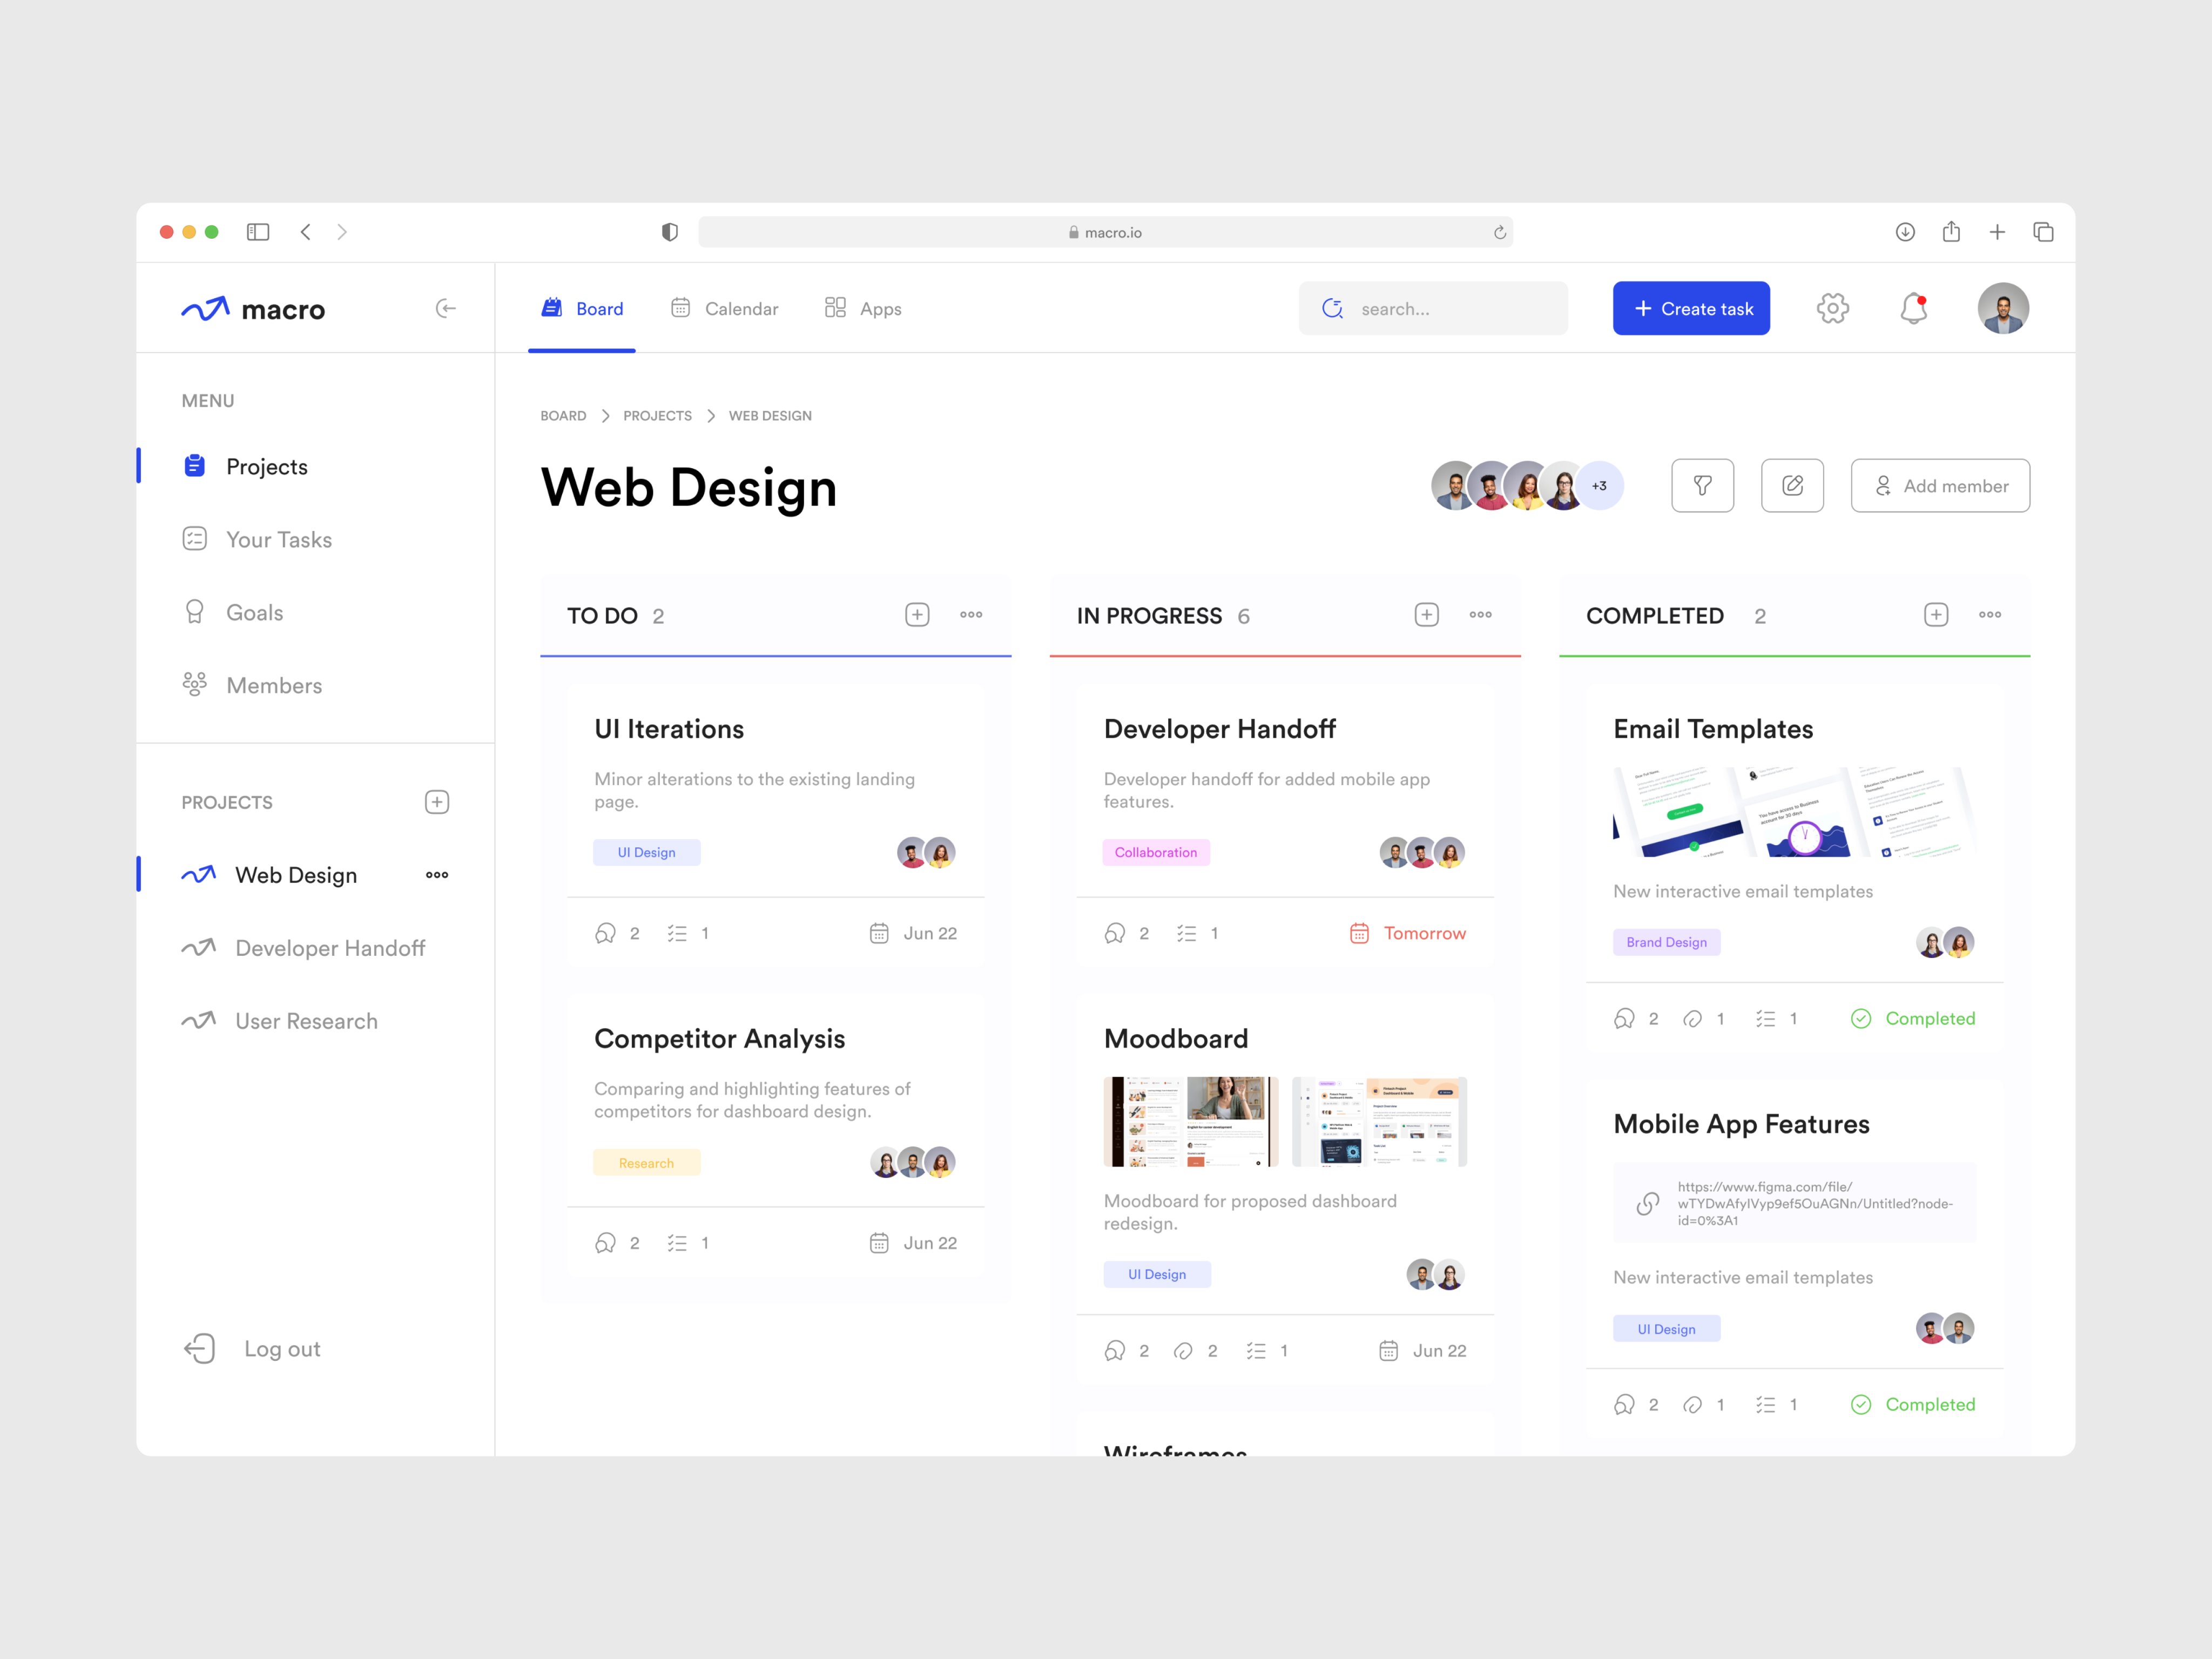 macro.io
macro
Board
Calendar
Apps
search...
+ Create task
MENU
Projects
Your Tasks
Goals
Members
PROJECTS
Web Design
Developer Handoff
User Research
Log out
BOARD > PROJECTS > WEB DESIGN
Web Design
+3
Add member
TO DO 2
UI Iterations
Minor alterations to the existing landing
page.
UI Design
2 1 Jun 22
Competitor Analysis
Comparing and highlighting features of
competitors for dashboard design.
Research
2 1 Jun 22
IN PROGRESS 6
Developer Handoff
Developer handoff for added mobile app
features.
Collaboration
2 1 Tomorrow
Moodboard
Moodboard for proposed dashboard
redesign.
UI Design
2 2 1 Jun 22
Wireframes
COMPLETED 2
Email Templates
New interactive email templates
Brand Design
2 1 1 Completed
Mobile App Features
https://www.figma.com/file/
wTYDwAfyIVyp9ef5OuAGNn/Untitled?node-
id=0%3A1
New interactive email templates
UI Design
2 1 1 Completed